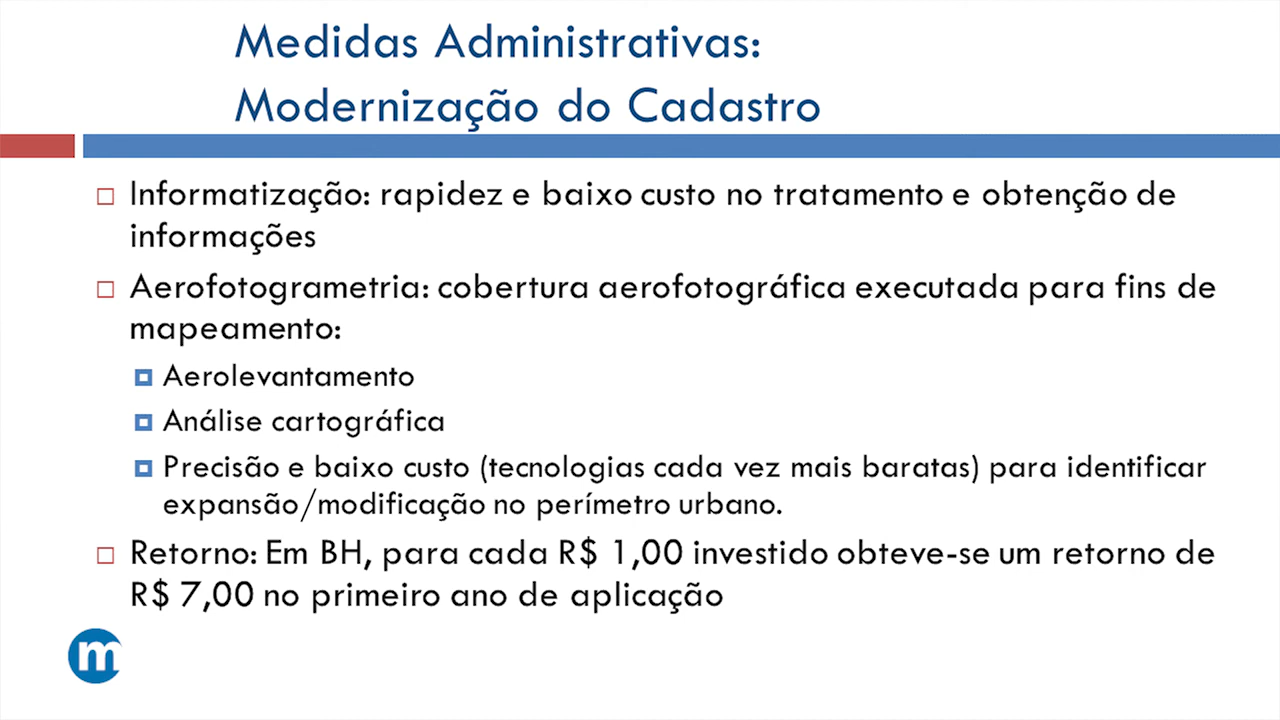 Medidas Administrativas:
Modernização do Cadastro
Informatização: rapidez e baixo custo no tratamento e obtenção de
informações
Aerofotogrametria: cobertura aerofotográfica executada para fins de
mapeamento:
Aerolevantamento
Análise cartográfica
Precisão e baixo custo (tecnologias cada vez mais baratas) para identificar
expansão/modificação no perímetro urbano.
Retorno: Em BH, para cada R$ 1,00 investido obteve-se um retorno de
R$ 7,00 no primeiro ano de aplicação
m